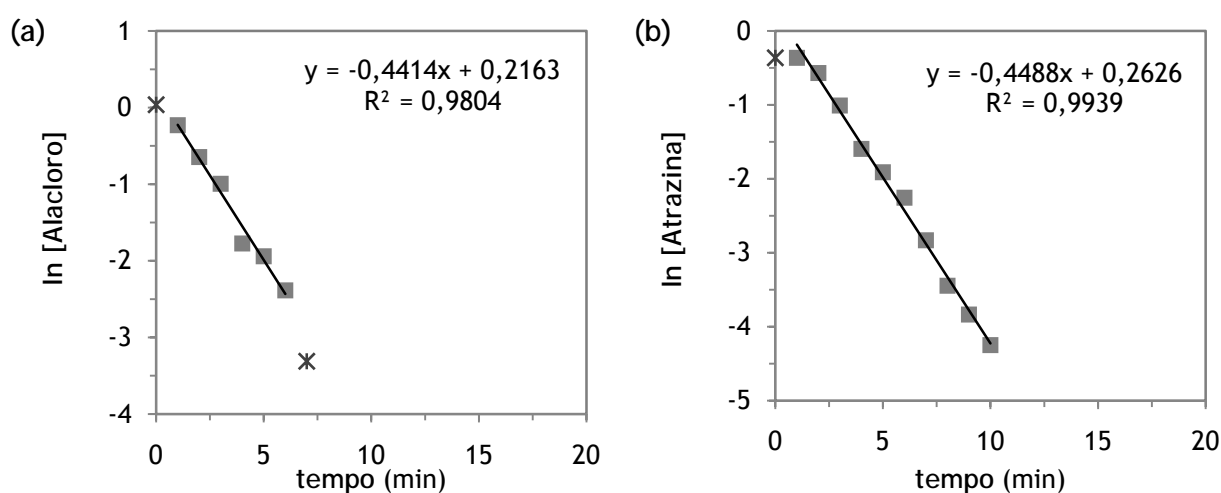 (a)
y = -0,4414x + 0,2163
R² = 0,9804
ln [Alacloro]
1
0
-1
-2
-3
-4
0 5 10 15 20
tempo (min)
(b)
y = -0,4488x + 0,2626
R² = 0,9939
ln [Atrazina]
0
-1
-2
-3
-4
-5
0 5 10 15 20
tempo (min)